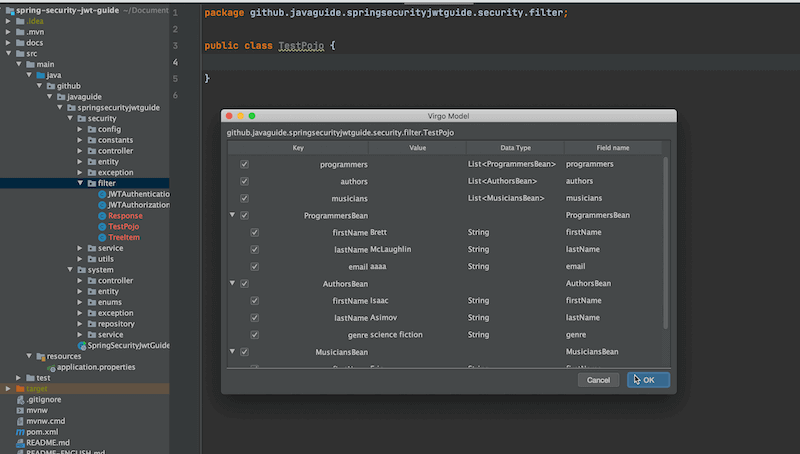 spring-security-jwt-guide ~/Document
.idea
.mvn
docs
src
main
java
github
javaguide
springsecurityjwtguide
security
config
constants
controller
entity
exception
filter
JWTAuthenticatio
JWTAuthorization
Response
TestPojo
TreeItem
service
utils
system
controller
entity
enums
exception
repository
service
SpringSecurityJwtGuide
resources
application.properties
test
target
.gitignore
mvnw
mvnw.cmd
pom.xml
README.md
README-ENGLISH.md
1 package github.javaguide.springsecurityjwtguide.security.filter;
2
3 public class TestPojo {
4
5 }
6
Virgo Model
github.javaguide.springsecurityjwtguide.security.filter.TestPojo
Key Value Data Type Field name
programmers List<ProgrammersBean> programmers
authors List<AuthorsBean> authors
musicians List<MusiciansBean> musicians
ProgrammersBean ProgrammersBean
firstName Brett String firstName
lastName McLaughlin String lastName
email aaaa String email
AuthorsBean AuthorsBean
firstName Isaac String firstName
lastName Asimov String lastName
genre science fiction String genre
MusiciansBean MusiciansBean
Cancel OK